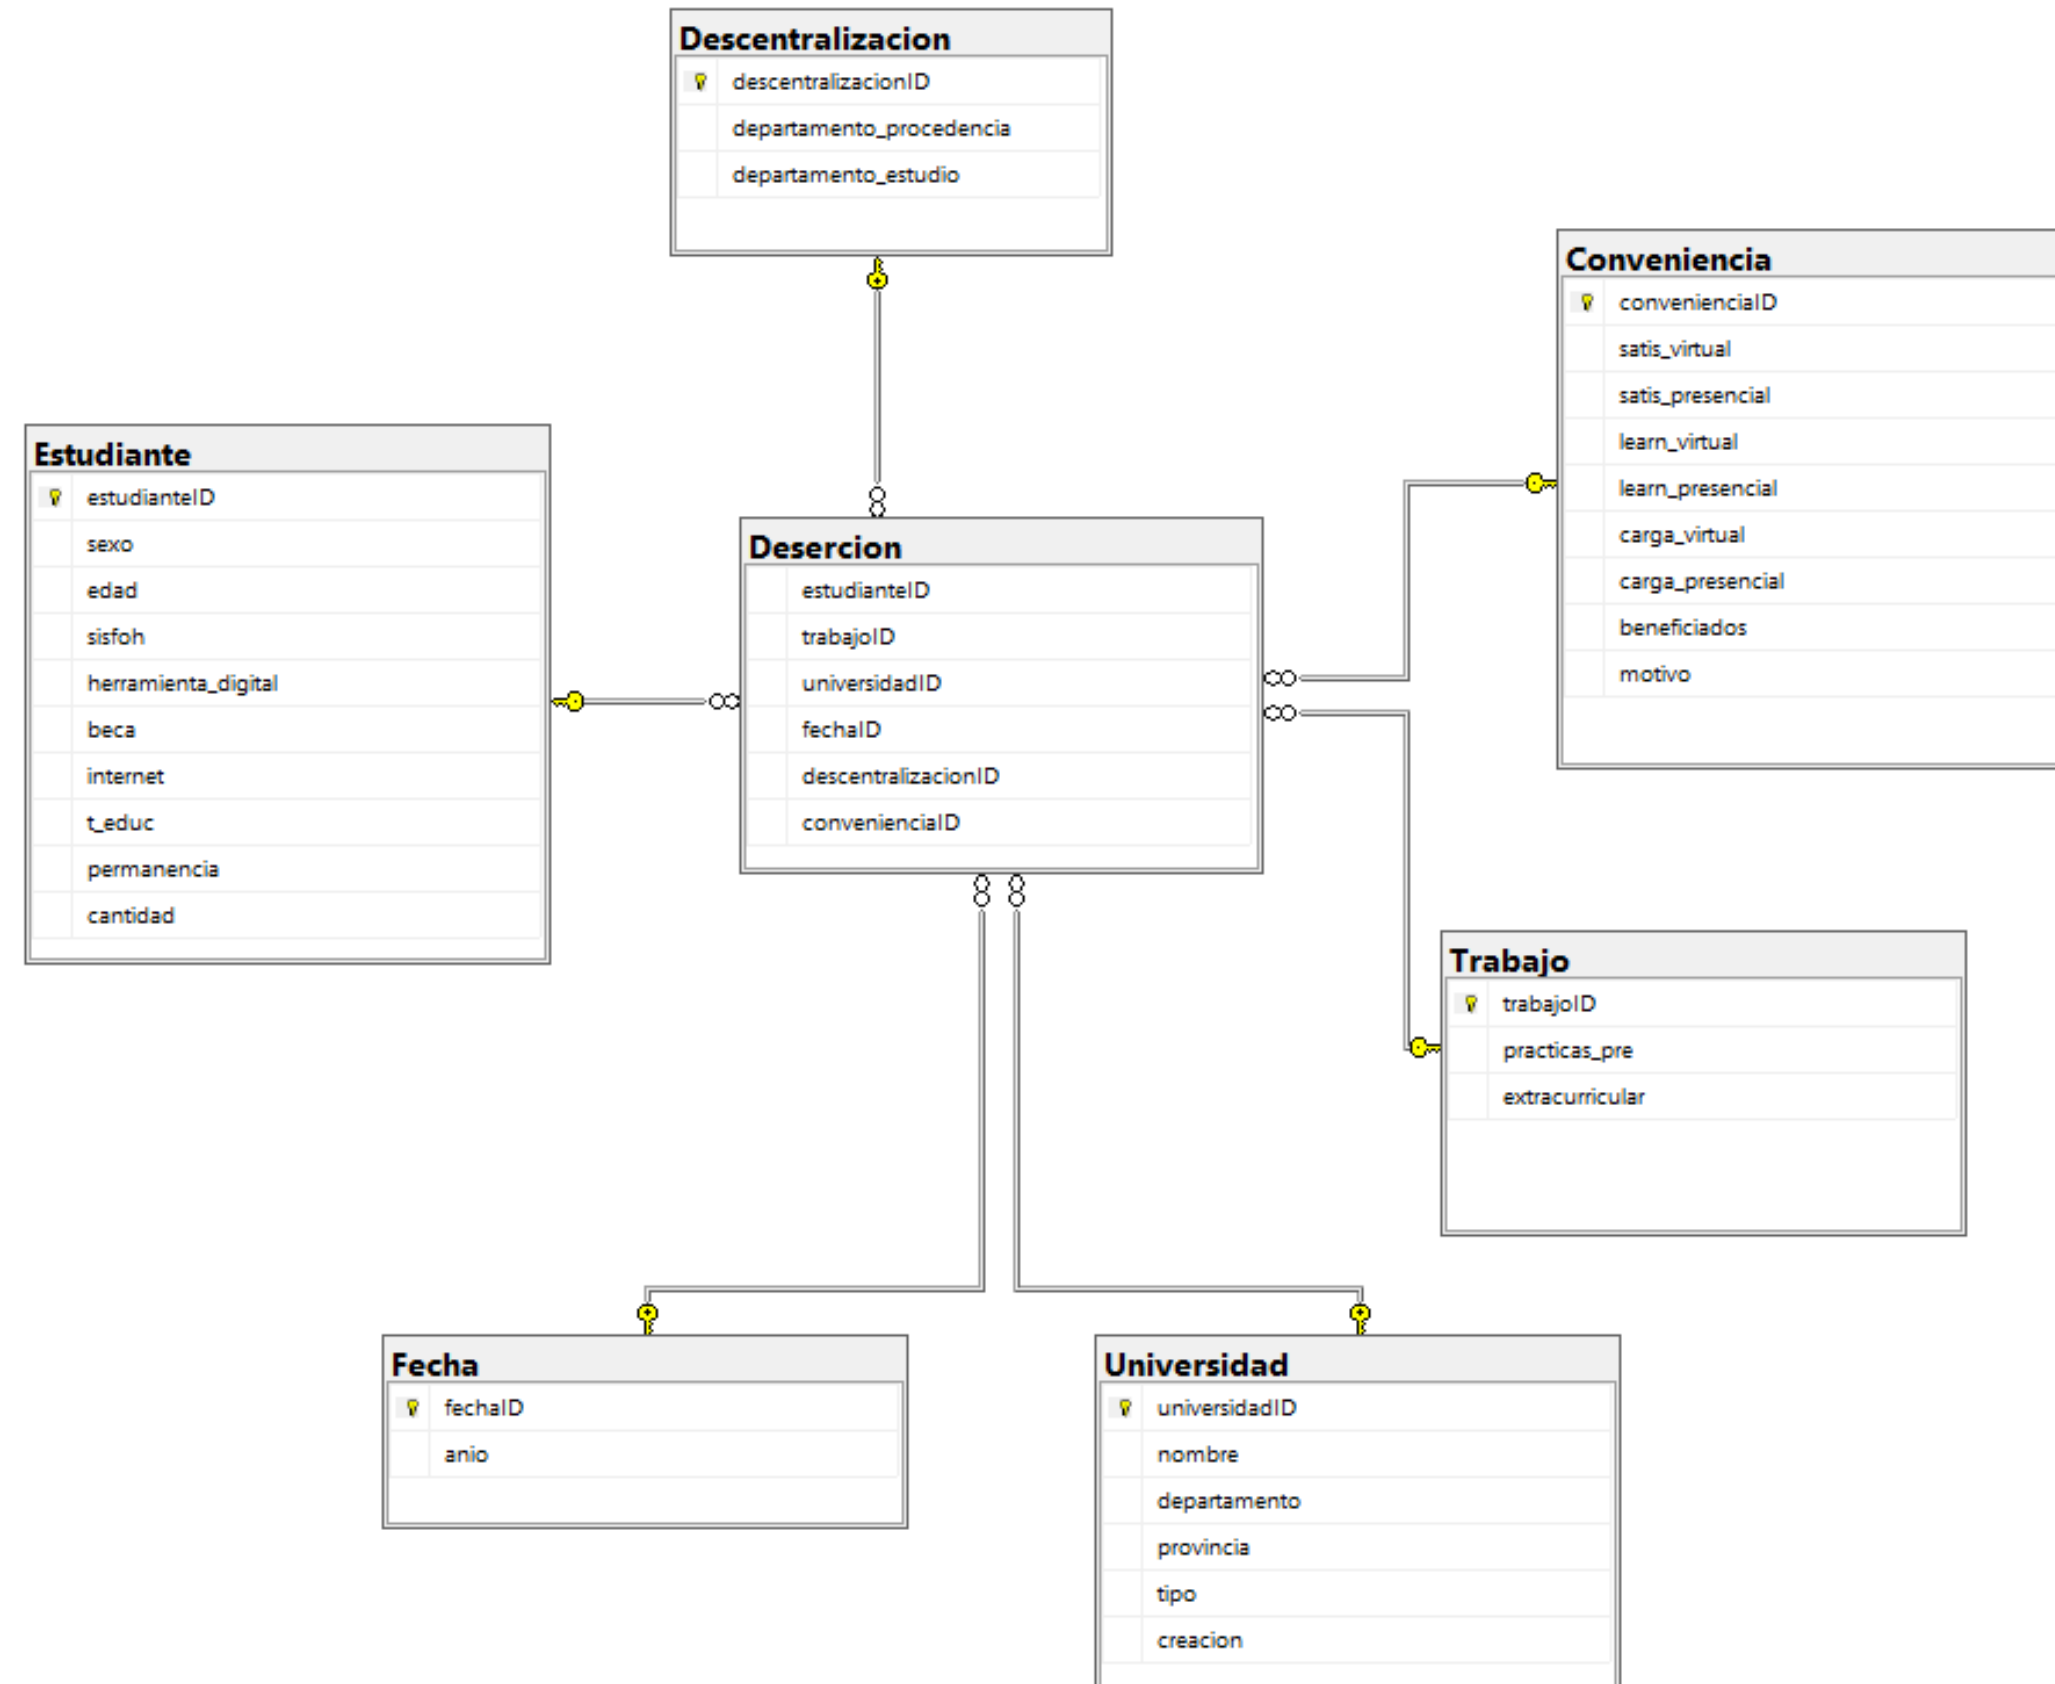 Descentralizacion
descentralizacionID
departamento_procedencia
departamento_estudio
Conveniencia
convenienciaID
satis_virtual
satis_presencial
learn_virtual
learn_presencial
carga_virtual
carga_presencial
beneficiados
motivo
Estudiante
estudianteID
sexo
edad
sisfoh
herramienta_digital
beca
internet
t_educ
permanencia
cantidad
Desercion
estudianteID
trabajoID
universidadID
fechaID
descentralizacionID
convenienciaID
Trabajo
trabajoID
practicas_pre
extracurricular
Fecha
fechaID
anio
Universidad
universidadID
nombre
departamento
provincia
tipo
creacion